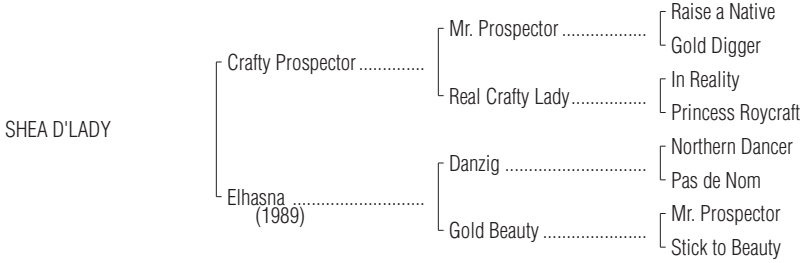 Raise a Native
Mr. Prospector ..................
Gold Digger
Crafty Prospector ..............
In Reality
Real Crafty Lady................
Princess Roycraft
SHEA D'LADY
Northern Dancer
Danzig ..............................
Pas de Nom
Elhasna ............................
(1989)
Mr. Prospector
Gold Beauty ......................
Stick to Beauty